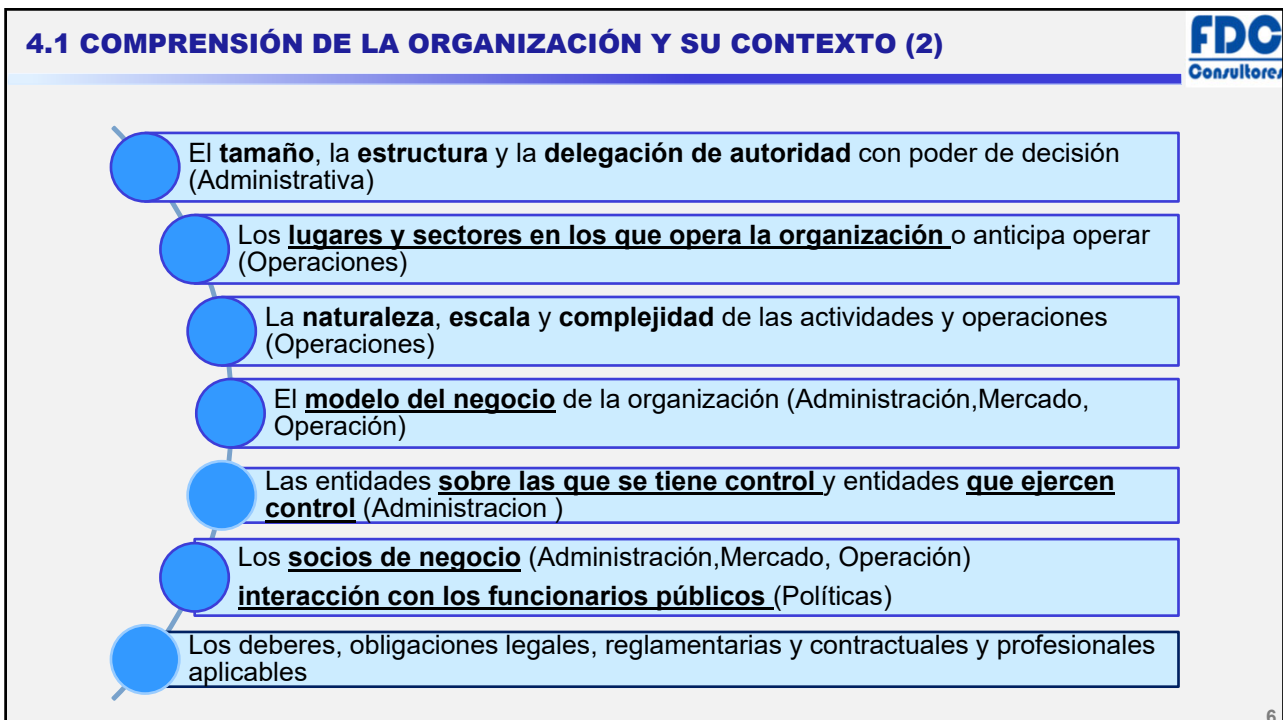 4.1 COMPRENSIÓN DE LA ORGANIZACIÓN Y SU CONTEXTO (2)
FDC
Consultores
El tamaño, la estructura y la delegación de autoridad con poder de decisión
(Administrativa)
Los lugares y sectores en los que opera la organización o anticipa operar
(Operaciones)
La naturaleza, escala y complejidad de las actividades y operaciones
(Operaciones)
El modelo del negocio de la organización (Administración,Mercado,
Operación)
Las entidades sobre las que se tiene control y entidades que ejercen
control (Administracion )
Los socios de negocio (Administración,Mercado, Operación)
interacción con los funcionarios públicos (Políticas)
Los deberes, obligaciones legales, reglamentarias y contractuales y profesionales
aplicables
6